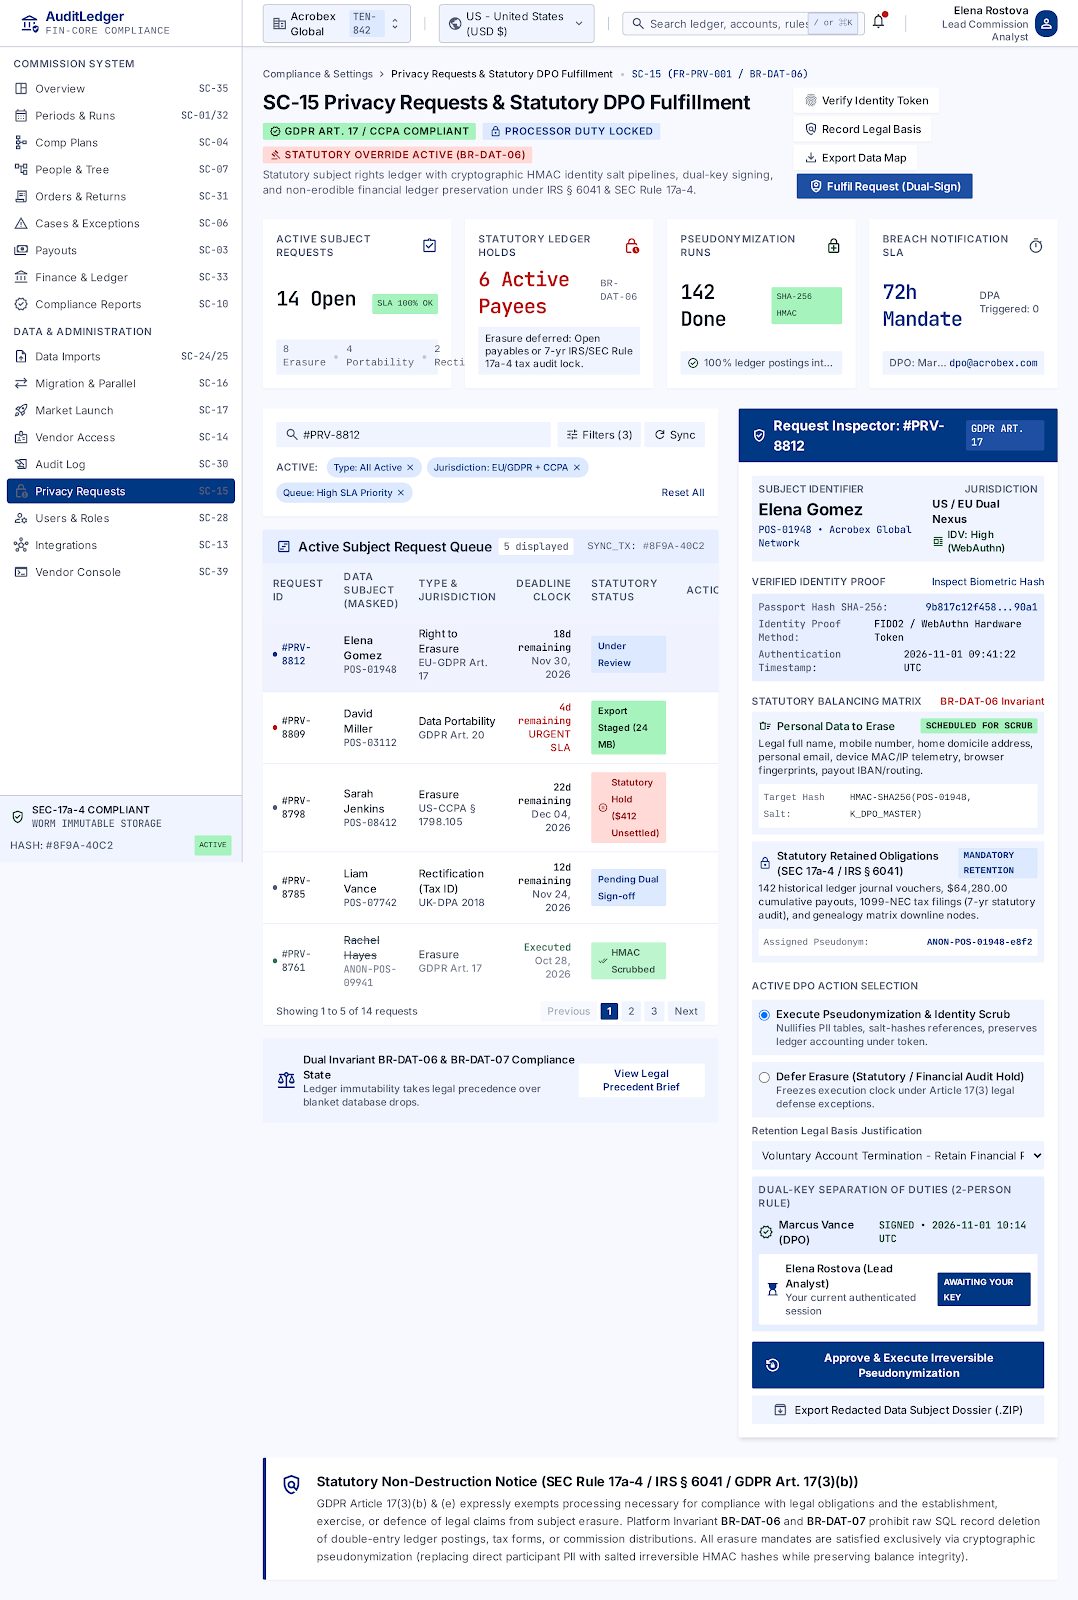 AuditLedger
FIN-CORE COMPLIANCE
Acrobex Global
TEN-842
US - United States (USD $)
Search ledger, accounts, rules
/ or ⌘K
Elena Rostova
Lead Commission Analyst
COMMISSION SYSTEM
Overview SC-35
Periods & Runs SC-01/32
Comp Plans SC-04
People & Tree SC-07
Orders & Returns SC-31
Cases & Exceptions SC-06
Payouts SC-03
Finance & Ledger SC-33
Compliance Reports SC-10
DATA & ADMINISTRATION
Data Imports SC-24/25
Migration & Parallel SC-16
Market Launch SC-17
Vendor Access SC-14
Audit Log SC-30
Privacy Requests SC-15
Users & Roles SC-28
Integrations SC-13
Vendor Console SC-39
SEC-17a-4 COMPLIANT
WORM IMMUTABLE STORAGE
HASH: #8F9A-40C2
ACTIVE
Compliance & Settings › Privacy Requests & Statutory DPO Fulfillment • SC-15 (FR-PRV-001 / BR-DAT-06)
SC-15 Privacy Requests & Statutory DPO Fulfillment
GDPR ART. 17 / CCPA COMPLIANT
PROCESSOR DUTY LOCKED
STATUTORY OVERRIDE ACTIVE (BR-DAT-06)
Statutory subject rights ledger with cryptographic HMAC identity salt pipelines, dual-key signing,
and non-erodible financial ledger preservation under IRS § 6041 & SEC Rule 17a-4.
Verify Identity Token
Record Legal Basis
Export Data Map
Fulfil Request (Dual-Sign)
ACTIVE SUBJECT REQUESTS
14 Open
SLA 100% OK
8 Erasure • 4 Portability • 2 Recti
STATUTORY LEDGER HOLDS
6 Active Payees
BR-DAT-06
Erasure deferred: Open
payables or 7-yr IRS/SEC Rule
17a-4 tax audit lock.
PSEUDONYMIZATION RUNS
142 Done
SHA-256 HMAC
100% ledger postings int...
BREACH NOTIFICATION SLA
72h Mandate
DPA Triggered: 0
DPO: Mar... dpo@acrobex.com
#PRV-8812
Filters (3)
Sync
ACTIVE:
Type: All Active ✕
Jurisdiction: EU/GDPR + CCPA ✕
Queue: High SLA Priority ✕
Reset All
Active Subject Request Queue
5 displayed
SYNC_TX: #8F9A-40C2
REQUEST ID
DATA SUBJECT (MASKED)
TYPE & JURISDICTION
DEADLINE CLOCK
STATUTORY STATUS
ACTIO
#PRV-8812
Elena Gomez
POS-01948
Right to Erasure
EU-GDPR Art. 17
18d remaining
Nov 30, 2026
Under Review
#PRV-8809
David Miller
POS-03112
Data Portability
GDPR Art. 20
4d remaining
URGENT SLA
Export Staged (24 MB)
#PRV-8798
Sarah Jenkins
POS-08412
Erasure
US-CCPA § 1798.105
22d remaining
Dec 04, 2026
Statutory Hold ($412 Unsettled)
#PRV-8785
Liam Vance
POS-07742
Rectification (Tax ID)
UK-DPA 2018
12d remaining
Nov 24, 2026
Pending Dual Sign-off
#PRV-8761
Rachel Hayes
ANON-POS-09941
Erasure
GDPR Art. 17
Executed
Oct 28, 2026
HMAC Scrubbed
Showing 1 to 5 of 14 requests
Previous 1 2 3 Next
Dual Invariant BR-DAT-06 & BR-DAT-07 Compliance State
Ledger immutability takes legal precedence over
blanket database drops.
View Legal Precedent Brief
Request Inspector: #PRV-8812
GDPR ART. 17
SUBJECT IDENTIFIER
Elena Gomez
POS-01948 • Acrobex Global Network
JURISDICTION
US / EU Dual Nexus
IDV: High (WebAuthn)
VERIFIED IDENTITY PROOF
Inspect Biometric Hash
Passport Hash SHA-256: 9b817c12f458...90a1
Identity Proof Method: FIDO2 / WebAuthn Hardware Token
Authentication Timestamp: 2026-11-01 09:41:22 UTC
STATUTORY BALANCING MATRIX
BR-DAT-06 Invariant
Personal Data to Erase
SCHEDULED FOR SCRUB
Legal full name, mobile number, home domicile address,
personal email, device MAC/IP telemetry, browser
fingerprints, payout IBAN/routing.
Target Hash Salt: HMAC-SHA256(POS-01948, K_DPO_MASTER)
Statutory Retained Obligations (SEC 17a-4 / IRS § 6041)
MANDATORY RETENTION
142 historical ledger journal vouchers, $64,280.00
cumulative payouts, 1099-NEC tax filings (7-yr statutory
audit), and genealogy matrix downline nodes.
Assigned Pseudonym: ANON-POS-01948-e8f2
ACTIVE DPO ACTION SELECTION
Execute Pseudonymization & Identity Scrub
Nullifies PII tables, salt-hashes references, preserves
ledger accounting under token.
Defer Erasure (Statutory / Financial Audit Hold)
Freezes execution clock under Article 17(3) legal
defense exceptions.
Retention Legal Basis Justification
Voluntary Account Termination - Retain Financial F
DUAL-KEY SEPARATION OF DUTIES (2-PERSON RULE)
Marcus Vance (DPO)
SIGNED • 2026-11-01 10:14 UTC
Elena Rostova (Lead Analyst)
Your current authenticated session
AWAITING YOUR KEY
Approve & Execute Irreversible Pseudonymization
Export Redacted Data Subject Dossier (.ZIP)
Statutory Non-Destruction Notice (SEC Rule 17a-4 / IRS § 6041 / GDPR Art. 17(3)(b))
GDPR Article 17(3)(b) & (e) expressly exempts processing necessary for compliance with legal obligations and the establishment,
exercise, or defence of legal claims from subject erasure. Platform Invariant BR-DAT-06 and BR-DAT-07 prohibit raw SQL record deletion
of double-entry ledger postings, tax forms, or commission distributions. All erasure mandates are satisfied exclusively via cryptographic
pseudonymization (replacing direct participant PII with salted irreversible HMAC hashes while preserving balance integrity).